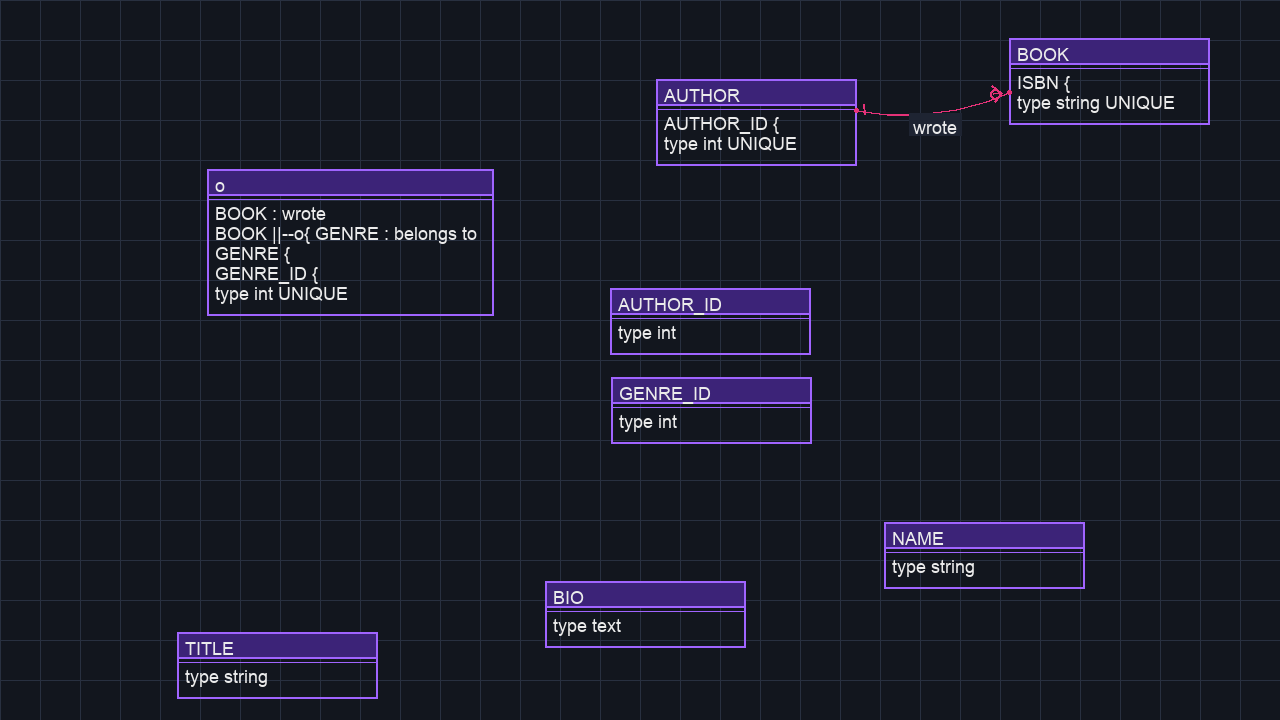 BOOK
ISBN {
type string UNIQUE
AUTHOR
AUTHOR_ID {
type int UNIQUE
wrote
o
BOOK : wrote
BOOK ||--o{ GENRE : belongs to
GENRE {
GENRE_ID {
type int UNIQUE
AUTHOR_ID
type int
GENRE_ID
type int
NAME
type string
BIO
type text
TITLE
type string